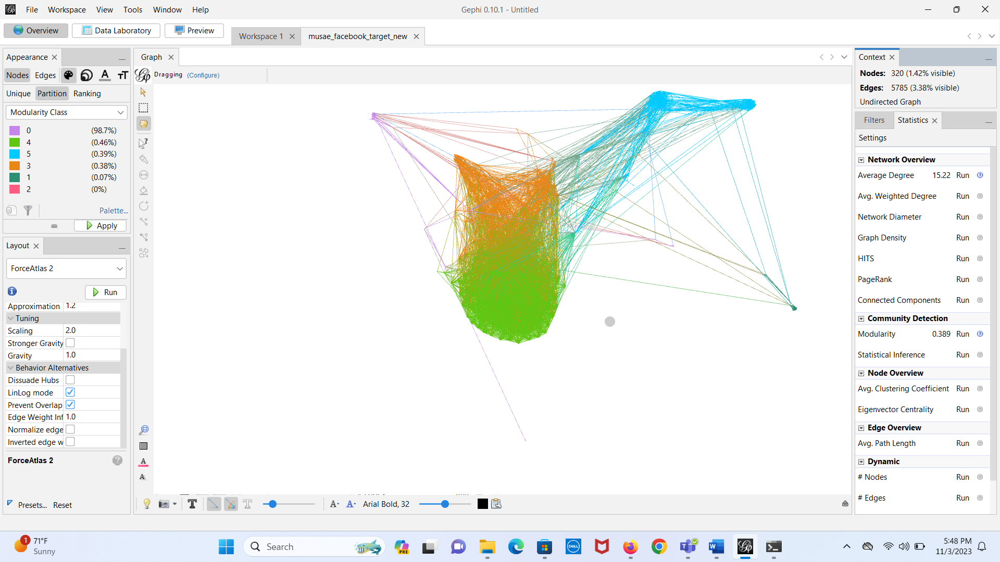 File Workspace View Tools Window Help
Gephi 0.10.1 - Untitled
Overview
Data Laboratory
Preview
Workspace 1
musae_facebook_target_new
Appearance
Nodes Edges
Unique Partition Ranking
Modularity Class
0 (98.7%)
4 (0.46%)
5 (0.39%)
3 (0.38%)
1 (0.07%)
2 (0%)
Palette...
Apply
Layout
ForceAtlas 2
Run
Approximation 1.2
Tuning
Scaling 2.0
Stronger Gravity
Gravity 1.0
Behavior Alternatives
Dissuade Hubs
LinLog mode
Prevent Overlap
Edge Weight Inf 1.0
Normalize edge
Inverted edge w
ForceAtlas 2
Presets... Reset
Graph
Dragging (Configure)
Arial Bold, 32
Context
Nodes: 320 (1.42% visible)
Edges: 5785 (3.38% visible)
Undirected Graph
Filters
Statistics
Settings
Network Overview
Average Degree 15.22 Run
Avg. Weighted Degree Run
Network Diameter Run
Graph Density Run
HITS Run
PageRank Run
Connected Components Run
Community Detection
Modularity 0.389 Run
Statistical Inference Run
Node Overview
Avg. Clustering Coefficient Run
Eigenvector Centrality Run
Edge Overview
Avg. Path Length Run
Dynamic
# Nodes Run
# Edges Run
1
71°F
Sunny
Search
PRE
DELL
5:48 PM
11/3/2023